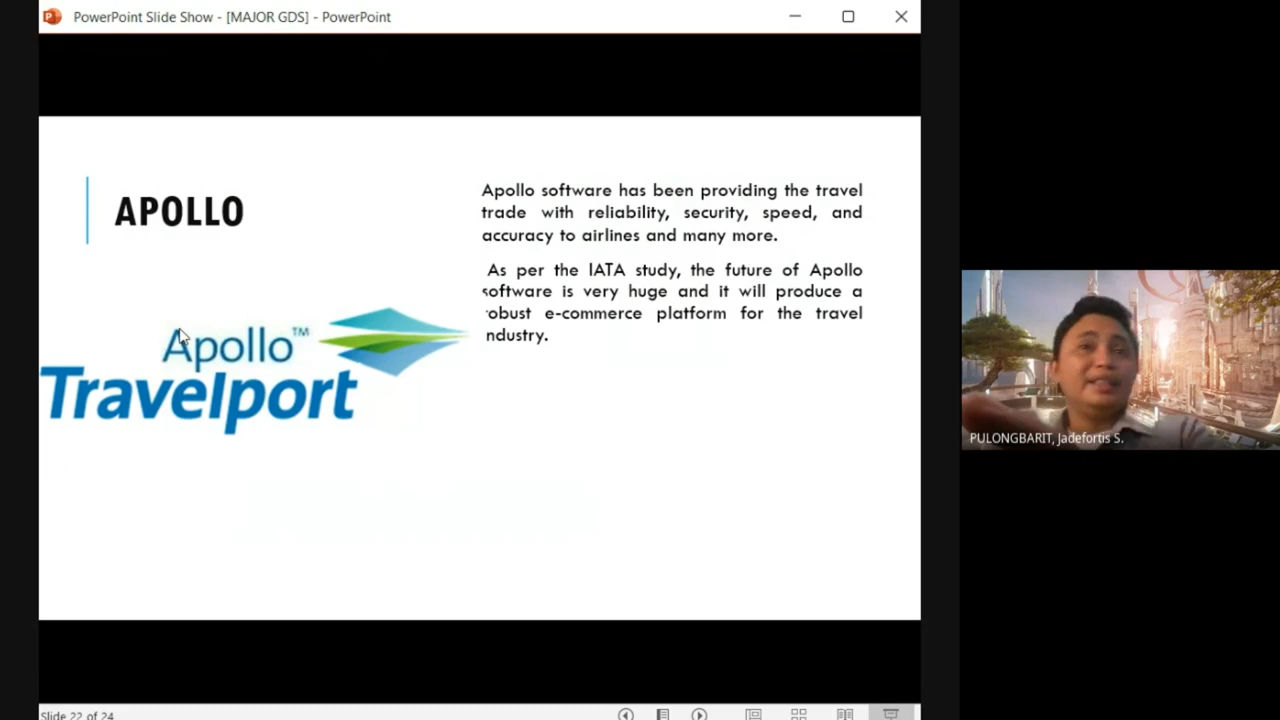 PowerPoint Slide Show - [MAJOR GDS] - PowerPoint
APOLLO
Apollo software has been providing the travel
trade with reliability, security, speed, and
accuracy to airlines and many more.
As per the IATA study, the future of Apollo
software is very huge and it will produce a
robust e-commerce platform for the travel
ndustry.
Apollo™
Travelport
PULONGBARIT, Jadefortis S.
Slide 22 of 24